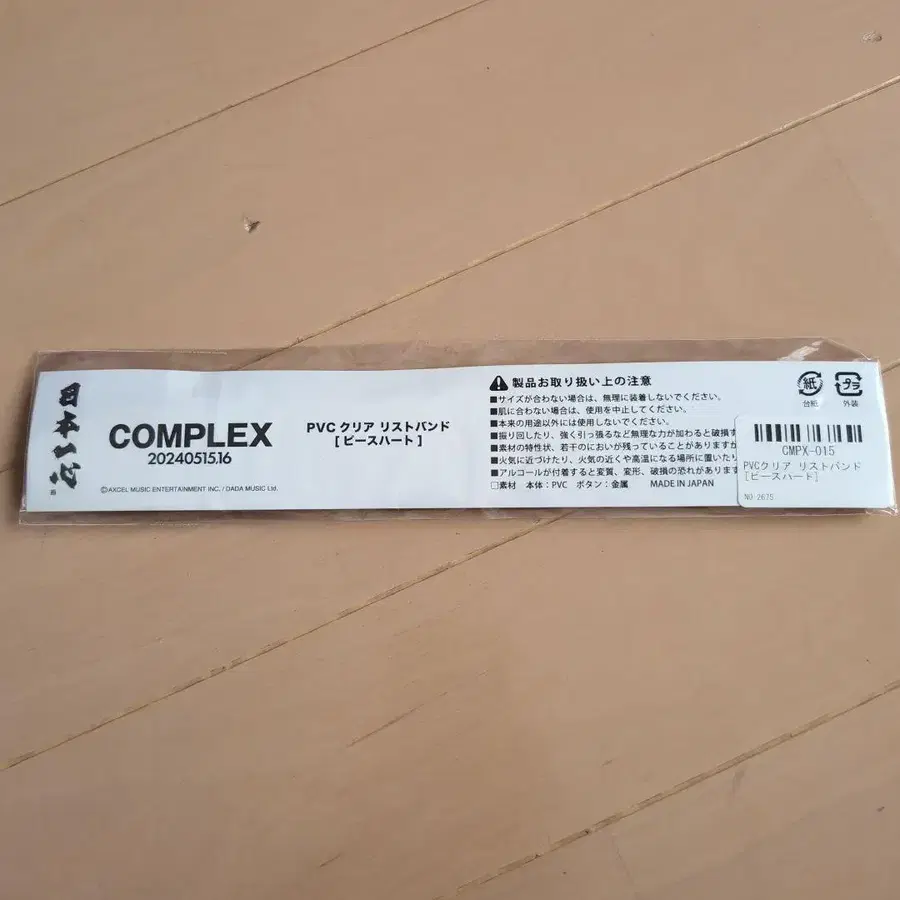 日本一心
COMPLEX
20240515.16
©AXCEL MUSIC ENTERTAINMENT INC. / DADA MUSIC Ltd.
PVC クリア リストバンド
[ ピースハート ]
製品お取り扱い上の注意
■サイズが合わない場合は、無理に装着しないでください。
■肌に合わない場合は、使用を中止してください。
■本来の用途以外には使用しないでください。
■振り回したり、強く引っ張るなど無理な力が加わると破損す
■素材の特性状、若干のにおいが残っていることがありますが
■火気に近づけたり、火気の近くや高温になる場所に置いたり
■アルコールが付着すると変質、変形、破損の恐れがあります
□素材 本体：PVC ボタン：金属 MADE IN JAPAN
紙
台紙
プラ
外装
CMPX-015
PVCクリア リストバンド
[ピースハード]
NO 2675